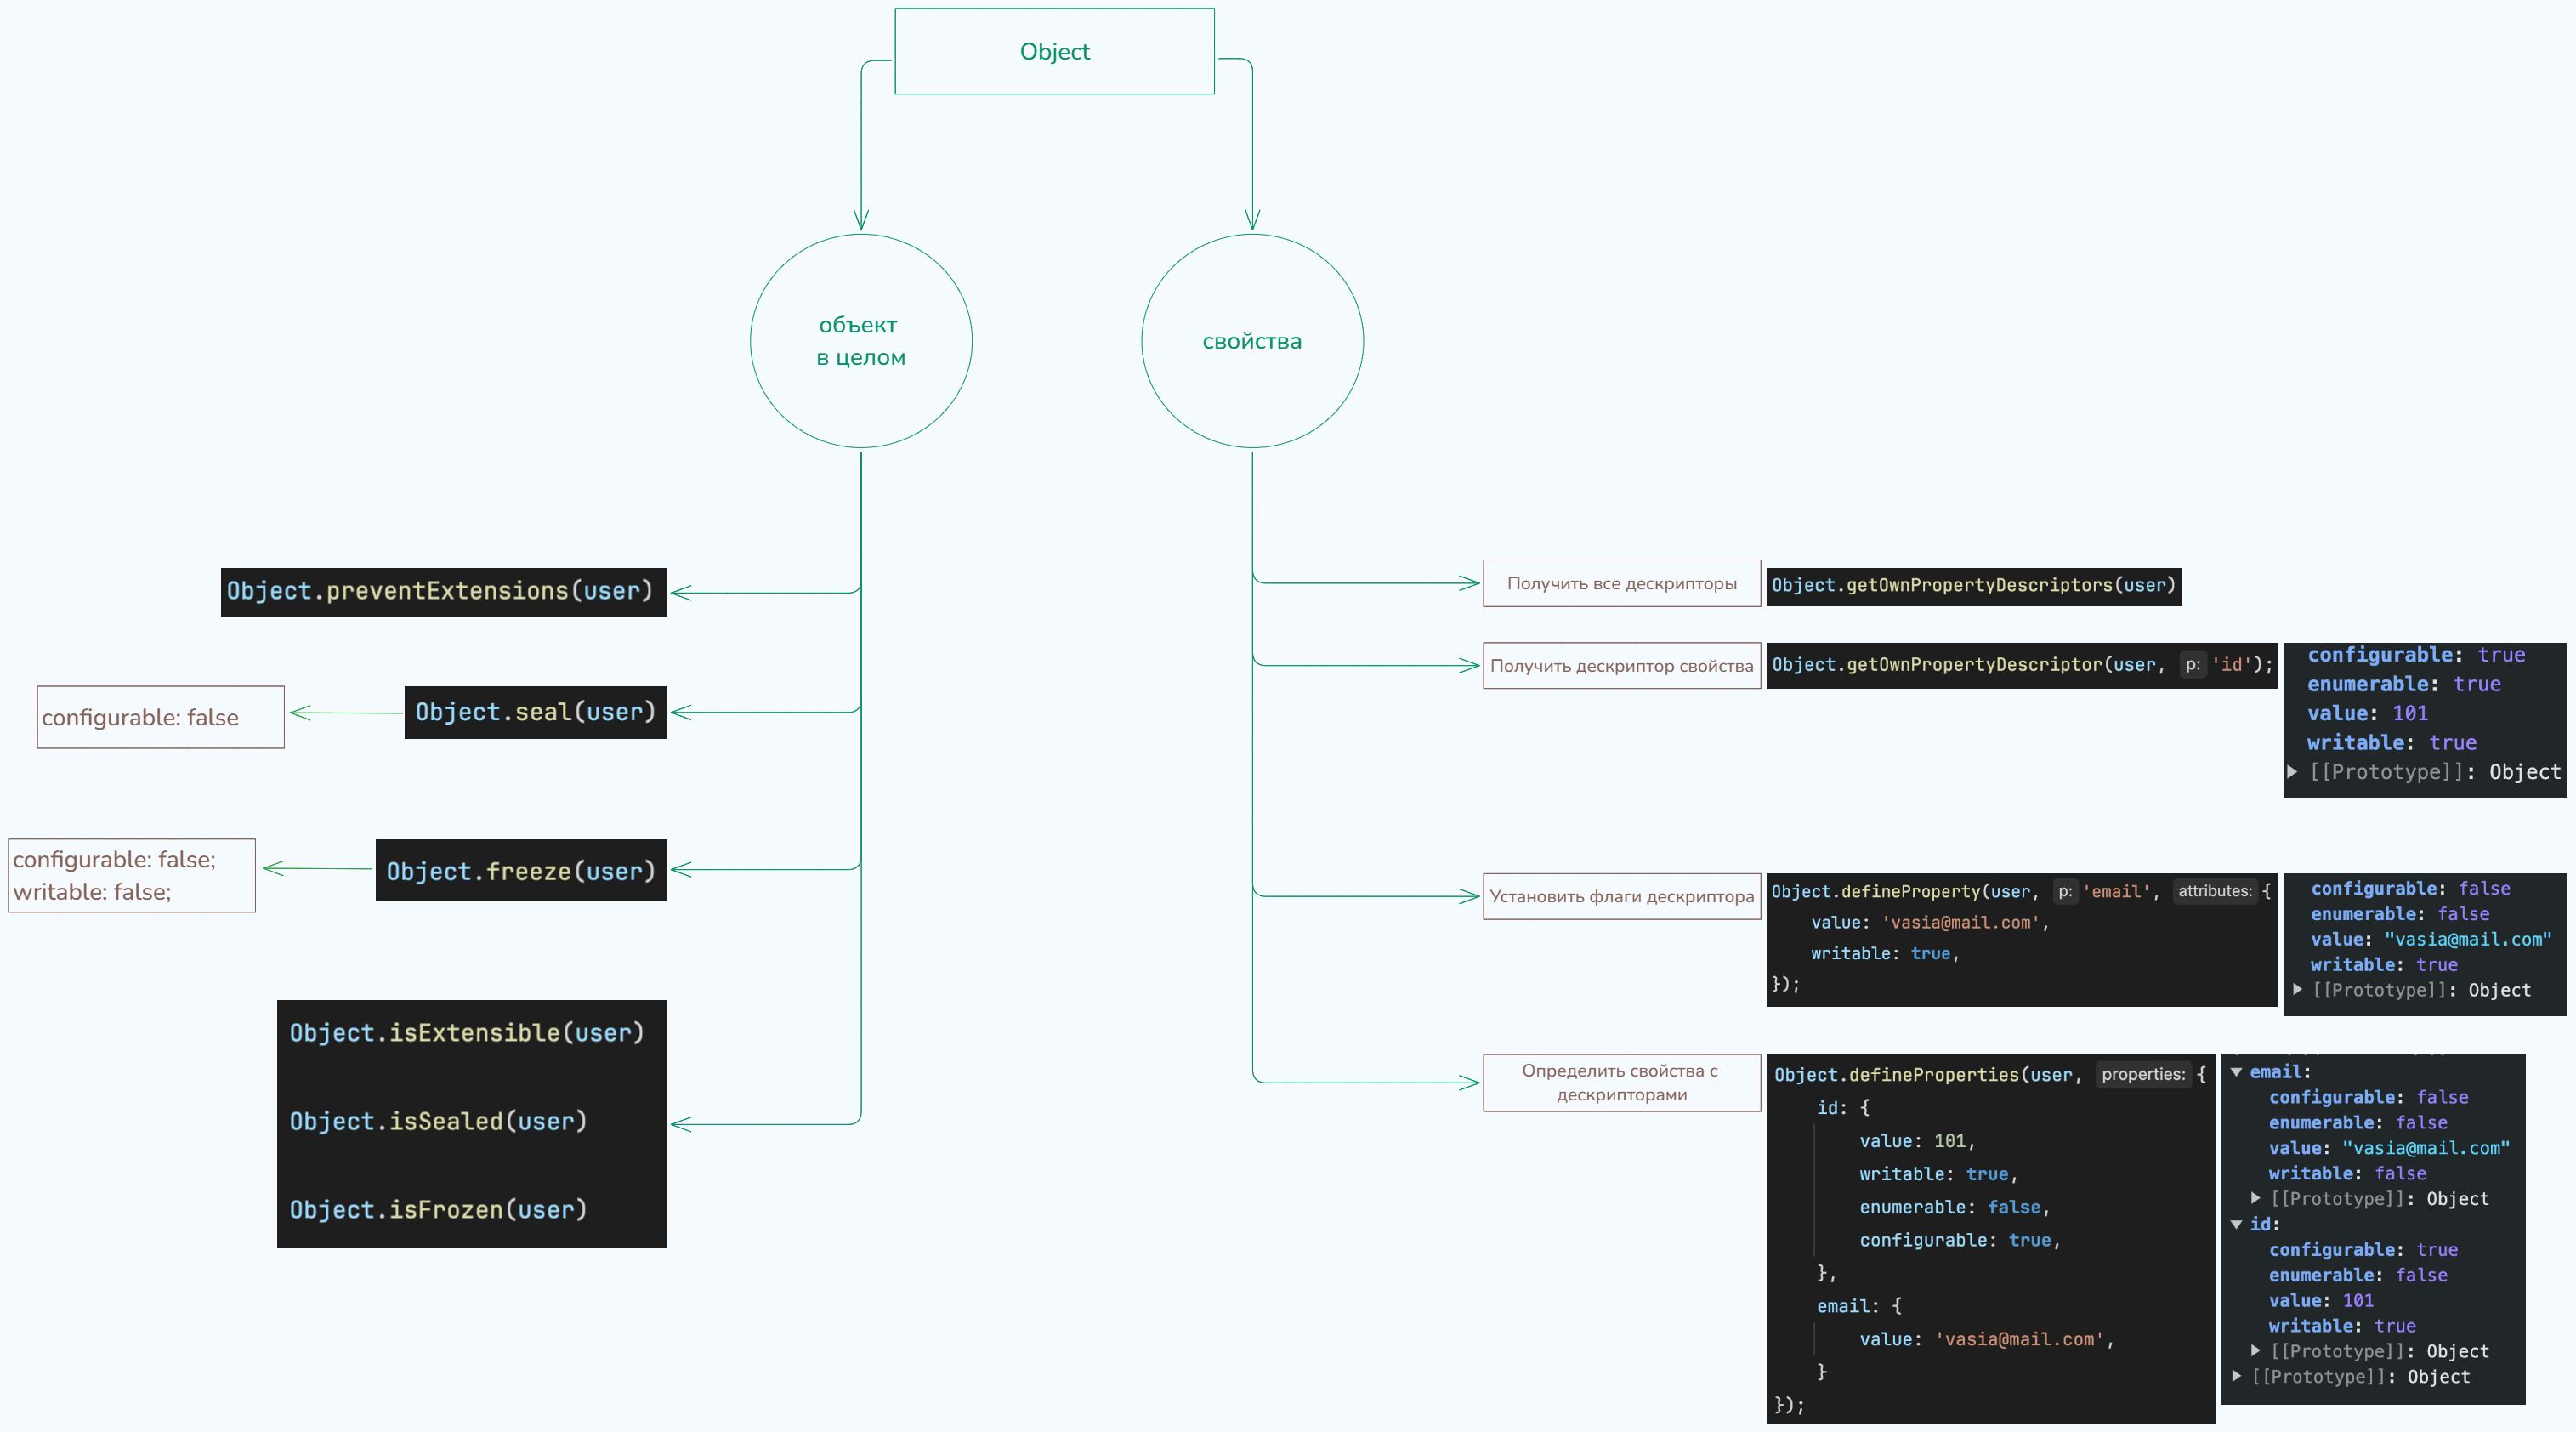 Object
объект
в целом
свойства
Object.preventExtensions(user)
configurable: false
Object.seal(user)
configurable: false;
writable: false;
Object.freeze(user)
Object.isExtensible(user)
Object.isSealed(user)
Object.isFrozen(user)
Получить все дескрипторы
Object.getOwnPropertyDescriptors(user)
Получить дескриптор свойства
Object.getOwnPropertyDescriptor(user, p: 'id');
configurable: true
enumerable: true
value: 101
writable: true
[[Prototype]]: Object
Установить флаги дескриптора
Object.defineProperty(user, p: 'email', attributes: {
value: 'vasia@mail.com',
writable: true,
});
configurable: false
enumerable: false
value: "vasia@mail.com"
writable: true
[[Prototype]]: Object
Определить свойства с
дескрипторами
Object.defineProperties(user, properties: {
id: {
value: 101,
writable: true,
enumerable: false,
configurable: true,
},
email: {
value: 'vasia@mail.com',
}
});
email:
configurable: false
enumerable: false
value: "vasia@mail.com"
writable: false
[[Prototype]]: Object
id:
configurable: true
enumerable: false
value: 101
writable: true
[[Prototype]]: Object
[[Prototype]]: Object